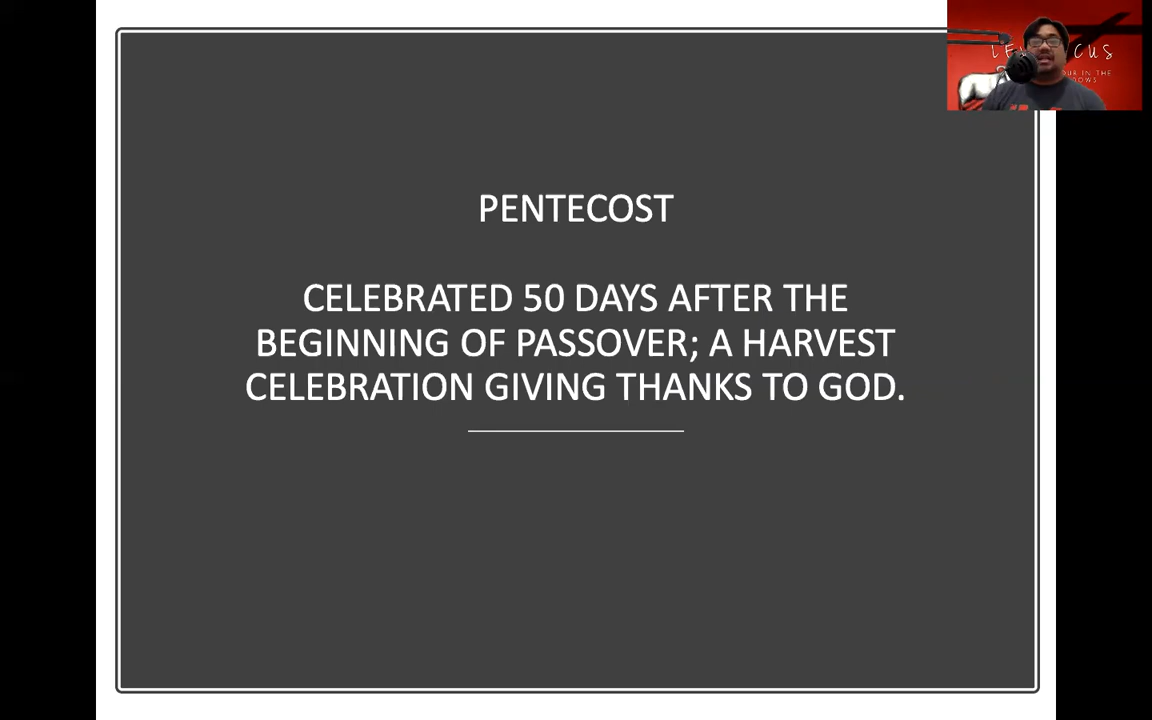 PENTECOST
CELEBRATED 50 DAYS AFTER THE
BEGINNING OF PASSOVER; A HARVEST
CELEBRATION GIVING THANKS TO GOD.